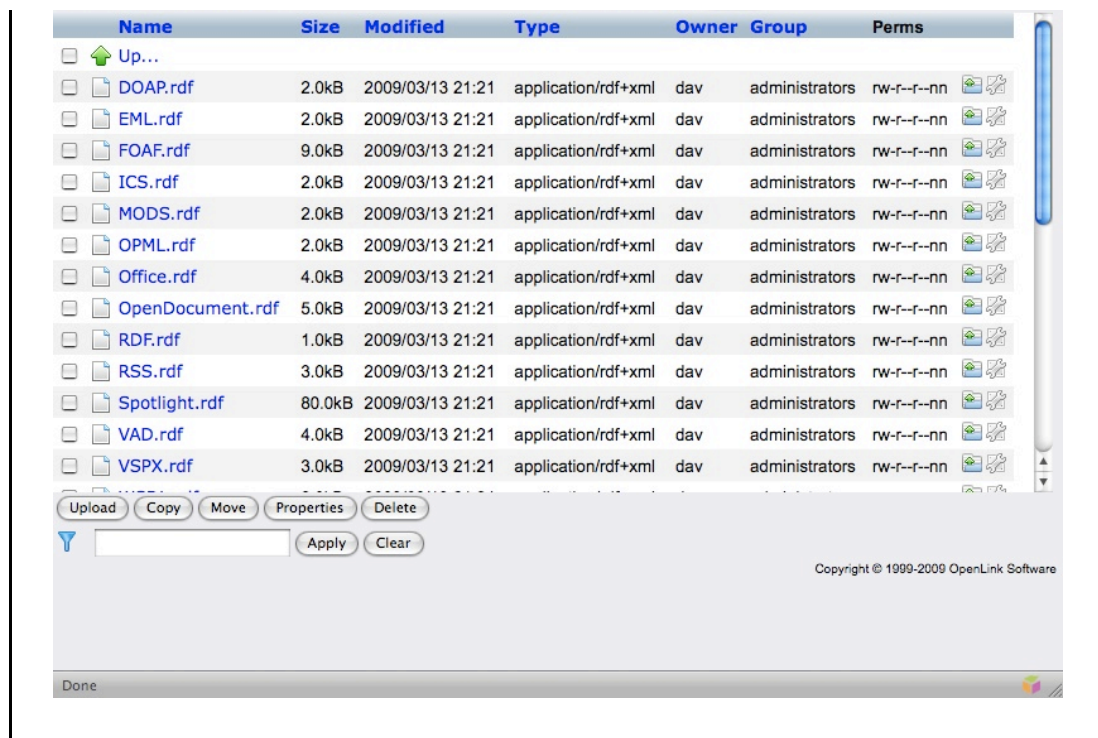 Name Size Modified Type Owner Group Perms
Up...
DOAP.rdf 2.0kB 2009/03/13 21:21 application/rdf+xml dav administrators rw-r--r--nn
EML.rdf 2.0kB 2009/03/13 21:21 application/rdf+xml dav administrators rw-r--r--nn
FOAF.rdf 9.0kB 2009/03/13 21:21 application/rdf+xml dav administrators rw-r--r--nn
ICS.rdf 2.0kB 2009/03/13 21:21 application/rdf+xml dav administrators rw-r--r--nn
MODS.rdf 2.0kB 2009/03/13 21:21 application/rdf+xml dav administrators rw-r--r--nn
OPML.rdf 2.0kB 2009/03/13 21:21 application/rdf+xml dav administrators rw-r--r--nn
Office.rdf 4.0kB 2009/03/13 21:21 application/rdf+xml dav administrators rw-r--r--nn
OpenDocument.rdf 5.0kB 2009/03/13 21:21 application/rdf+xml dav administrators rw-r--r--nn
RDF.rdf 1.0kB 2009/03/13 21:21 application/rdf+xml dav administrators rw-r--r--nn
RSS.rdf 3.0kB 2009/03/13 21:21 application/rdf+xml dav administrators rw-r--r--nn
Spotlight.rdf 80.0kB 2009/03/13 21:21 application/rdf+xml dav administrators rw-r--r--nn
VAD.rdf 4.0kB 2009/03/13 21:21 application/rdf+xml dav administrators rw-r--r--nn
VSPX.rdf 3.0kB 2009/03/13 21:21 application/rdf+xml dav administrators rw-r--r--nn
Upload Copy Move Properties Delete
Apply Clear
Copyright © 1999-2009 OpenLink Software
Done